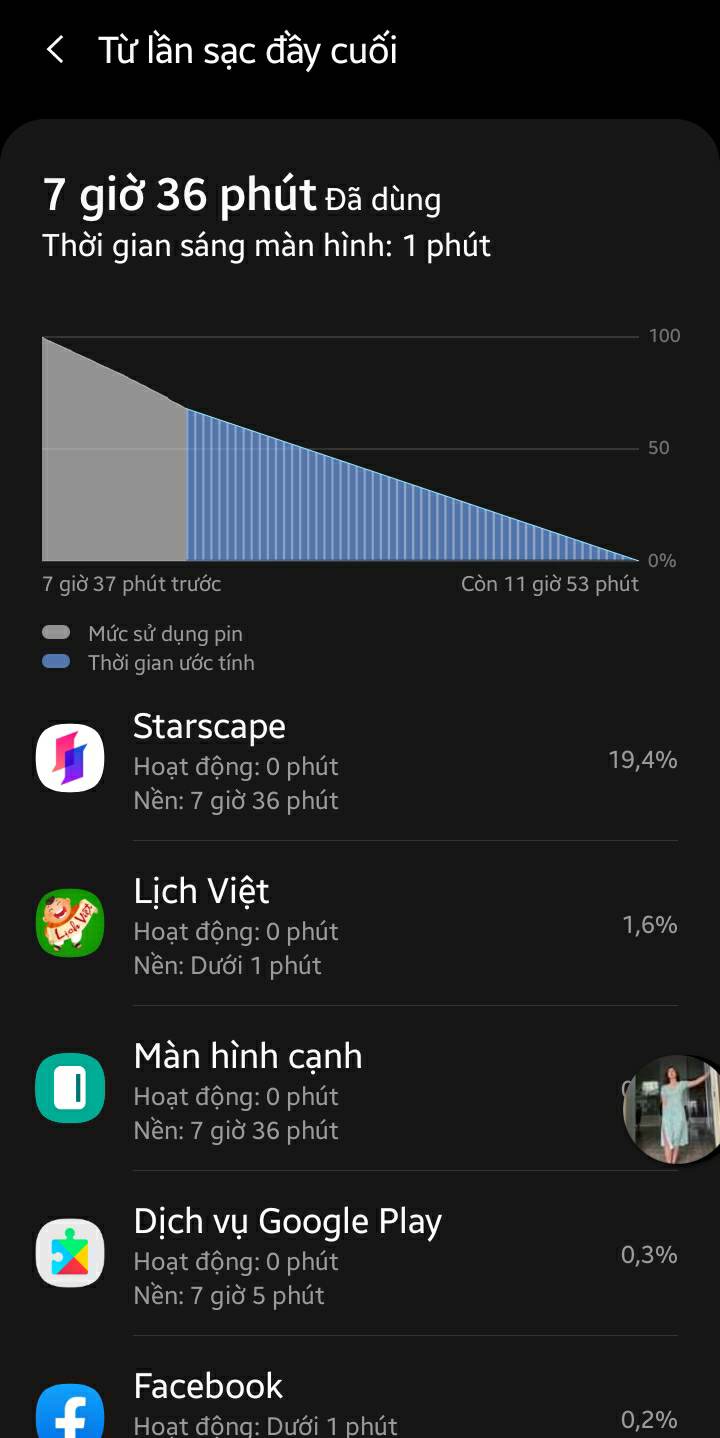 Từ lần sạc đầy cuối
7 giờ 36 phút Đã dùng
Thời gian sáng màn hình: 1 phút
100
50
0%
7 giờ 37 phút trước Còn 11 giờ 53 phút
Mức sử dụng pin
Thời gian ước tính
Starscape
Hoạt động: 0 phút 19,4%
Nền: 7 giờ 36 phút
Lịch Việt
Hoạt động: 0 phút 1,6%
Nền: Dưới 1 phút
Lịch Việt
Màn hình cạnh
Hoạt động: 0 phút
Nền: 7 giờ 36 phút
Dịch vụ Google Play
Hoạt động: 0 phút 0,3%
Nền: 7 giờ 5 phút
Facebook
Hoạt động: Dưới 1 phút 0,2%